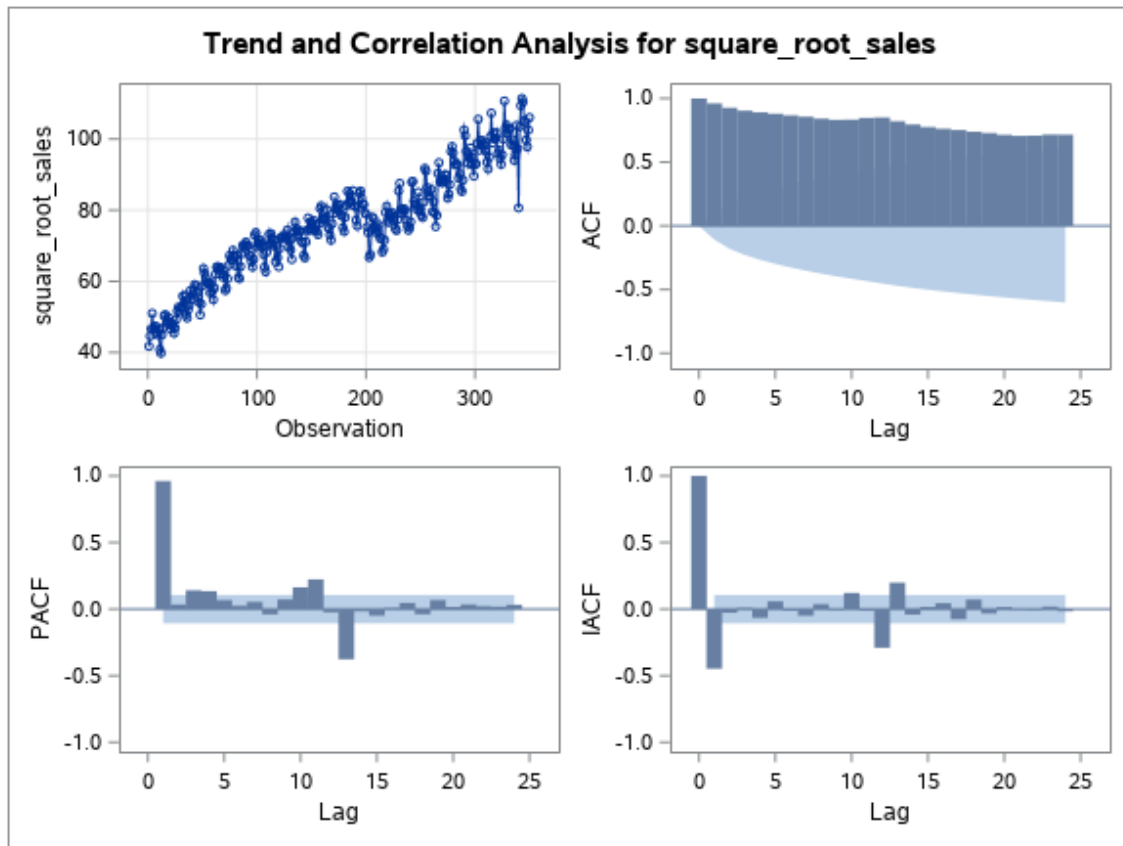 Trend and Correlation Analysis for square_root_sales
square_root_sales
100
80
60
40
0 100 200 300
Observation
ACF
1.0
0.5
0.0
-0.5
-1.0
0 5 10 15 20 25
Lag
PACF
1.0
0.5
0.0
-0.5
-1.0
0 5 10 15 20 25
Lag
IACF
1.0
0.5
0.0
-0.5
-1.0
0 5 10 15 20 25
Lag